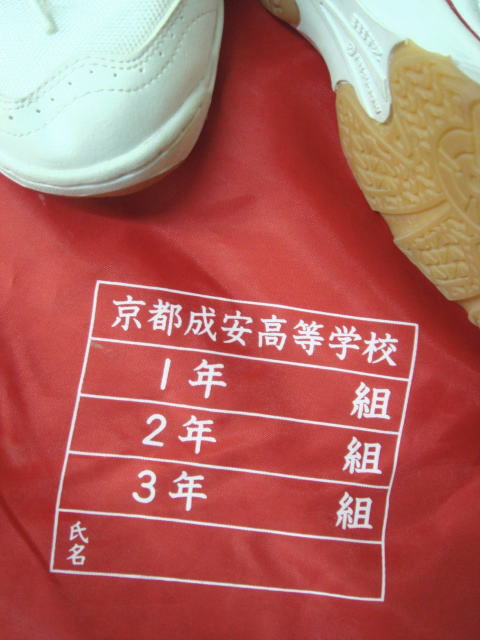 京都成安高等学校
1年 組
2年 組
3年 組
氏名